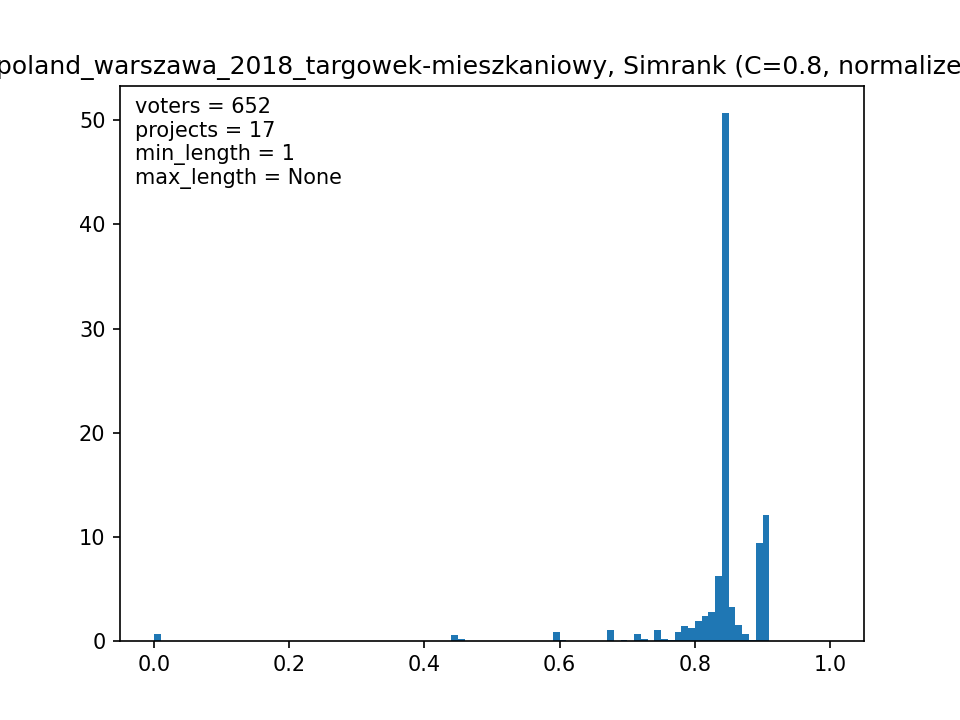 poland_warszawa_2018_targowek-mieszkaniowy, Simrank (C=0.8, normalize
voters = 652
projects = 17
min_length = 1
max_length = None
50
40
30
20
10
0
0.0 0.2 0.4 0.6 0.8 1.0